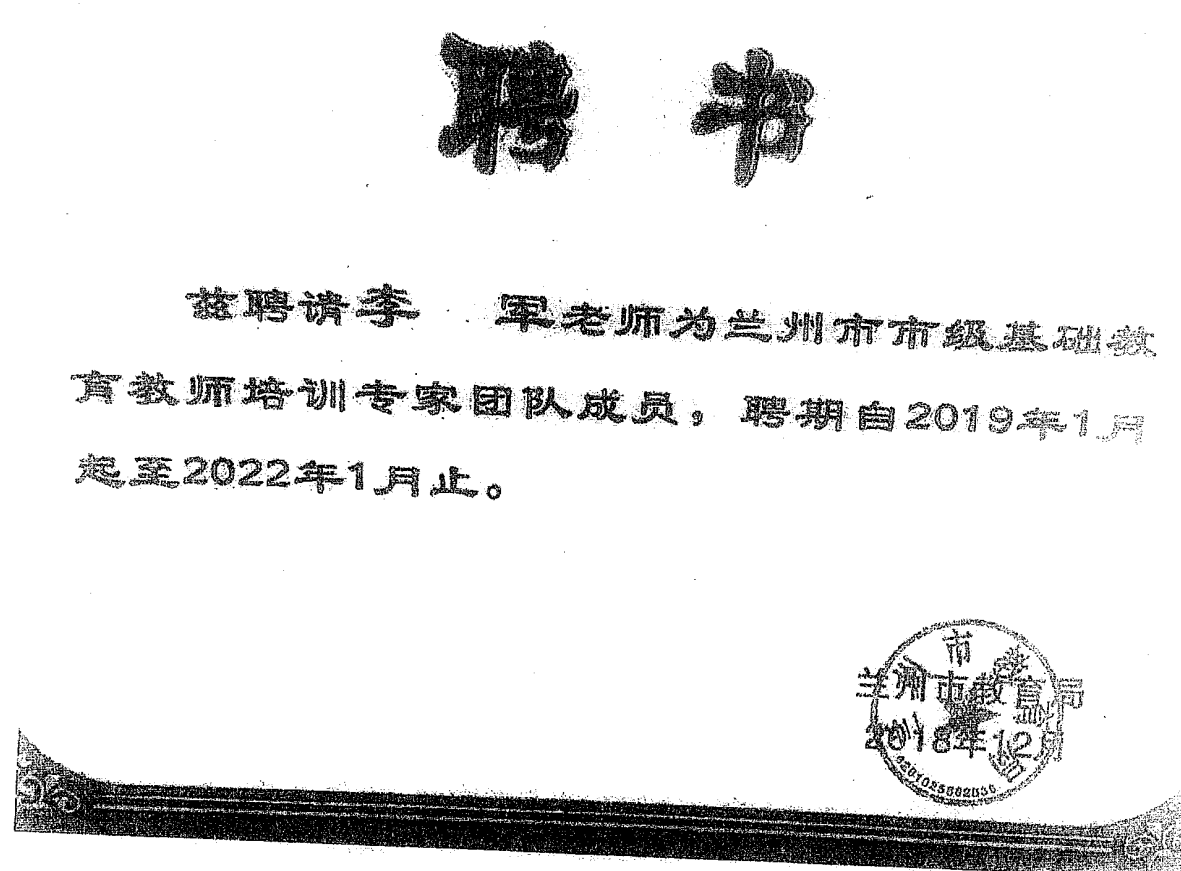 聘 书
兹聘请李 军老师为兰州市市级基础教
育教师培训专家团队成员，聘期自2019年1月
起至2022年1月止。
兰州市教育局
2018年12月